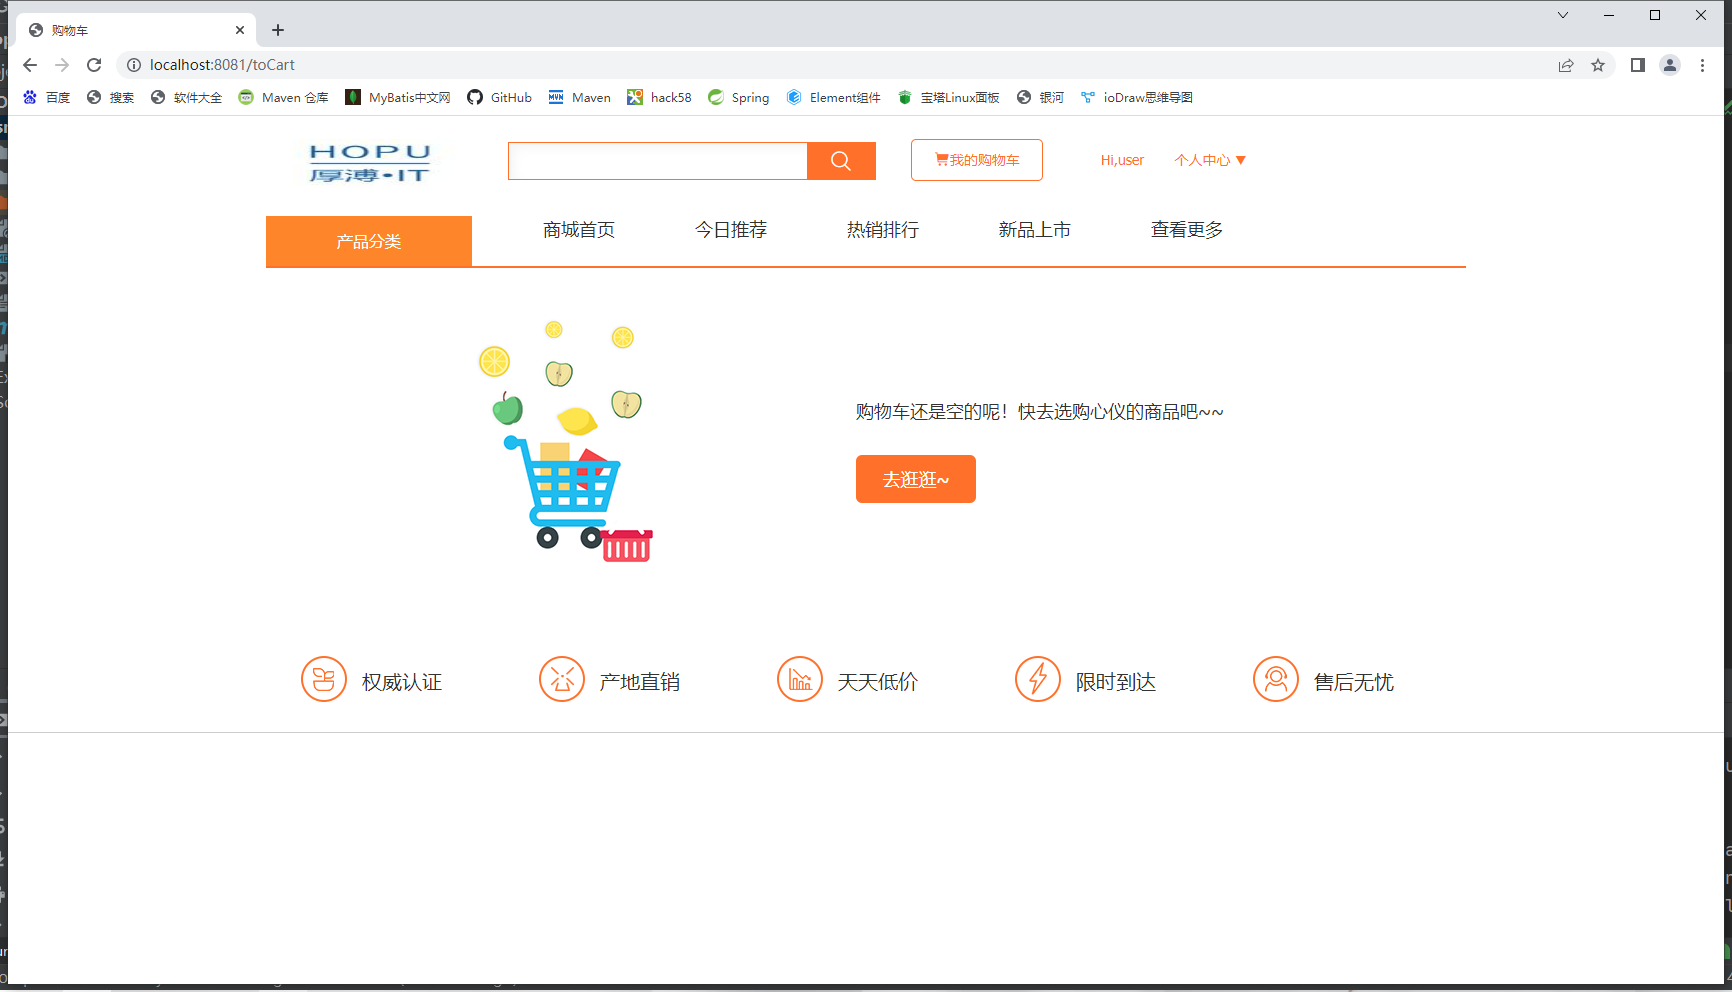 购物车
localhost:8081/toCart
百度 搜索 软件大全 Maven 仓库 MyBatis中文网 GitHub Maven hack58 Spring Element组件 宝塔Linux面板 银河 ioDraw思维导图
HOPU
厚溥•IT
我的购物车 Hi,user 个人中心 ▼
产品分类 商城首页 今日推荐 热销排行 新品上市 查看更多
购物车还是空的呢！快去选购心仪的商品吧~~
去逛逛~
权威认证 产地直销 天天低价 限时到达 售后无忧